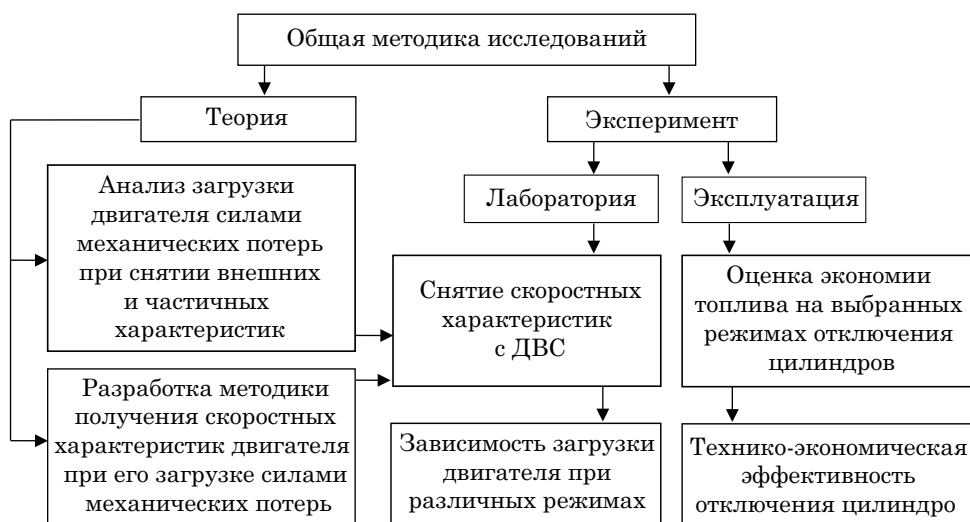 Общая методика исследований
Теория
Эксперимент
Анализ загрузки
двигателя силами
механических потерь
при снятии внешних
и частичных
характеристик
Лаборатория
Эксплуатация
Снятие скоростных
характеристик
с ДВС
Оценка экономии
топлива на выбранных
режимах отключения
цилиндров
Разработка методики
получения скоростных
характеристик двигателя
при его загрузке силами
механических потерь
Зависимость загрузки
двигателя при
различных режимах
Технико-экономическая
эффективность
отключения цилиндро